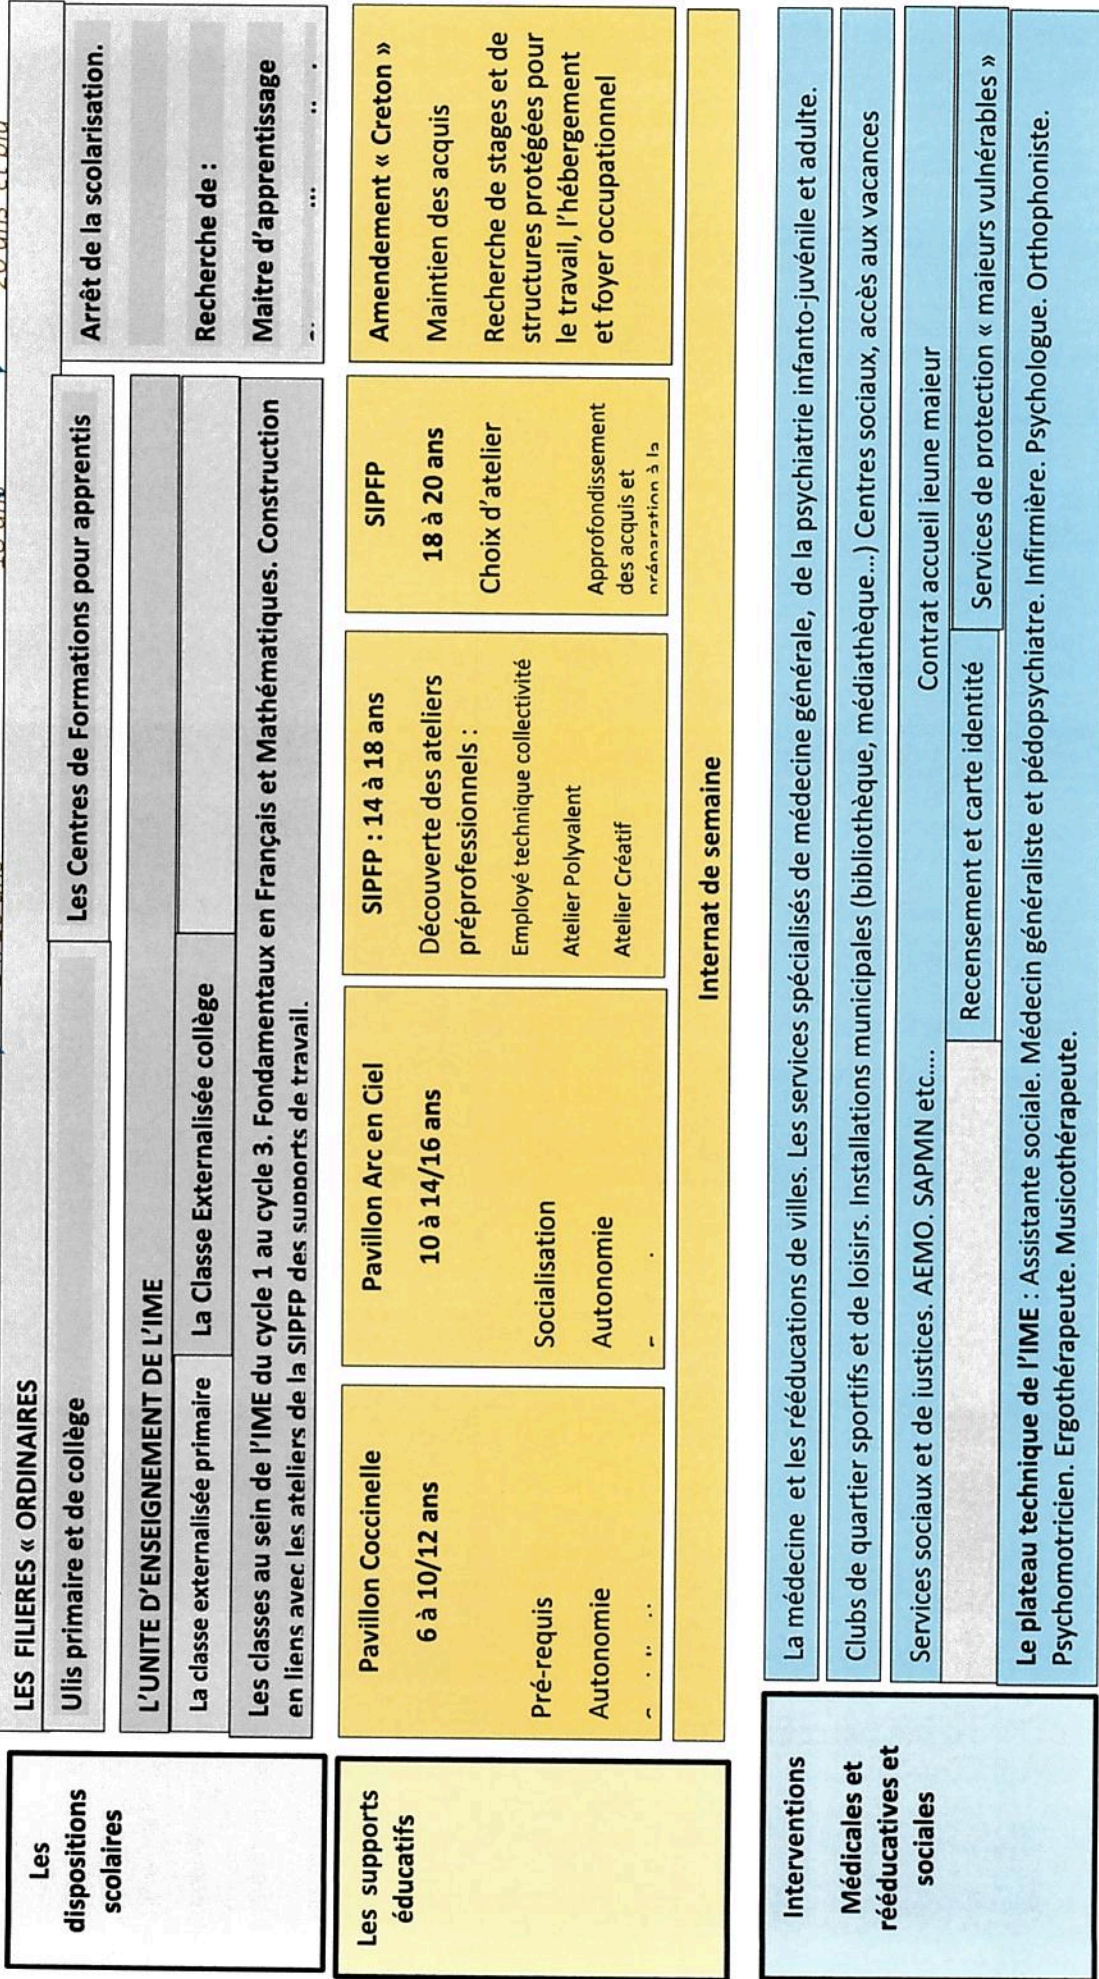 20 ans et
LES FILIERES « ORDINAIRES
Les
dispositions
scolaires
Ulis primaire et de collège
Les Centres de Formations pour apprentis
Arrêt de la scolarisation.
Recherche de :
Maitre d'apprentissage
L'UNITE D'ENSEIGNEMENT DE L'IME
La classe externalisée primaire
La Classe Externalisée collège
Les classes au sein de l'IME du cycle 1 au cycle 3. Fondamentaux en Français et Mathématiques. Construction
en liens avec les ateliers de la SIPFP des supports de travail.
Les supports
éducatifs
Pavillon Coccinelle
6 à 10/12 ans
Pré-requis
Autonomie
Pavillon Arc en Ciel
10 à 14/16 ans
Socialisation
Autonomie
SIPFP : 14 à 18 ans
Découverte des ateliers
préprofessionnels :
Employé technique collectivité
Atelier Polyvalent
Atelier Créatif
SIPFP
18 à 20 ans
Choix d'atelier
Approfondissement
des acquis et
préparation à la
Amendement « Creton »
Maintien des acquis
Recherche de stages et de
structures protégées pour
le travail, l'hébergement
et foyer occupationnel
Internat de semaine
Interventions
Médicales et
rééducatives et
sociales
La médecine et les rééducations de villes. Les services spécialisés de médecine générale, de la psychiatrie infanto-juvénile et adulte.
Clubs de quartier sportifs et de loisirs. Installations municipales (bibliothèque, médiathèque...) Centres sociaux, accès aux vacances
Services sociaux et de justices. AEMO. SAPMN etc.... Contrat accueil jeune majeur
Recensement et carte identité
Services de protection « majeurs vulnérables »
Le plateau technique de l'IME : Assistante sociale. Médecin généraliste et pédopsychiatre. Infirmière. Psychologue. Orthophoniste.
Psychomotricien. Ergothérapeute. Musicothérapeute.